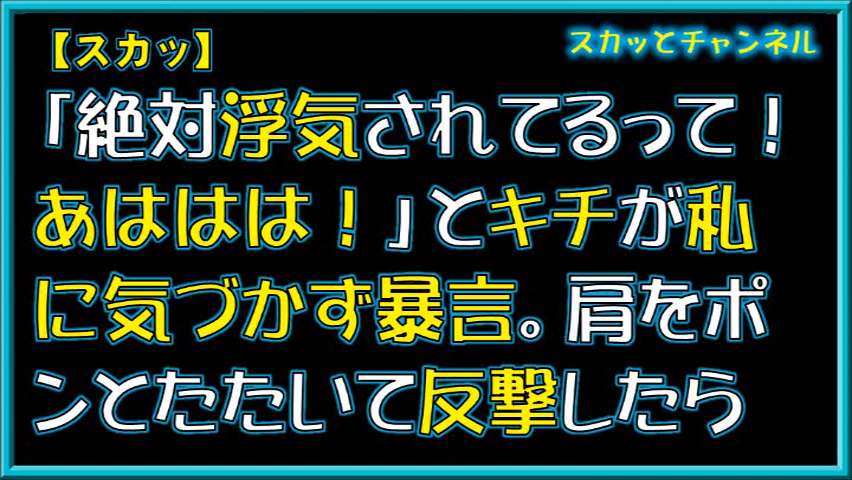 【スカッ】
スカッとチャンネル
「絶対浮気されてるって！
あははは！」とキチが私
に気づかず暴言。肩をポ
ンとたたいて反撃したら